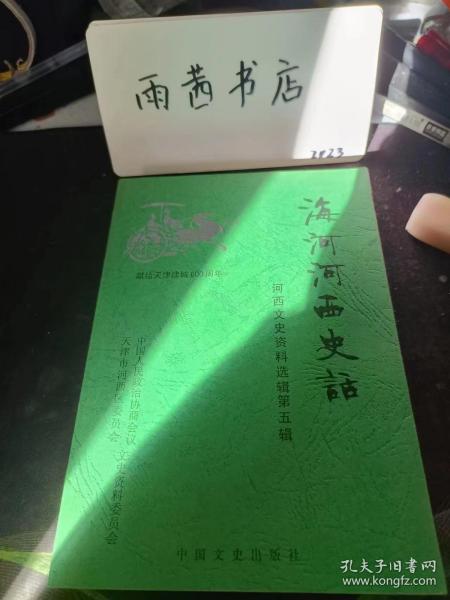 雨茜书店
2023
海河河西史话
献给天津建城600周年
河西文史资料选辑第五辑
中国人民政治协商会议
天津市河西区委员会
文史资料委员会
中国文史出版社
孔夫子旧书网
www.kongfz.com